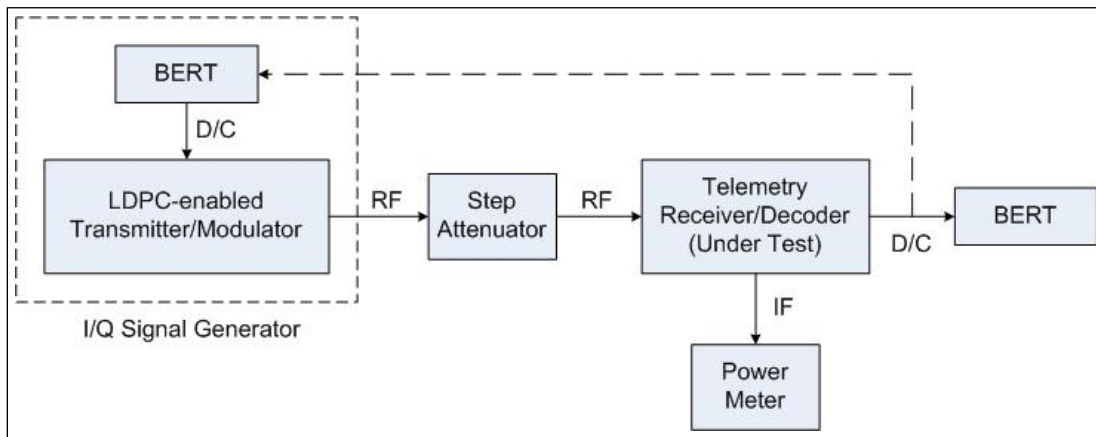 BERT
D/C
LDPC-enabled
Transmitter/Modulator
I/Q Signal Generator
RF
Step
Attenuator
RF
Telemetry
Receiver/Decoder
(Under Test)
D/C
BERT
IF
Power
Meter